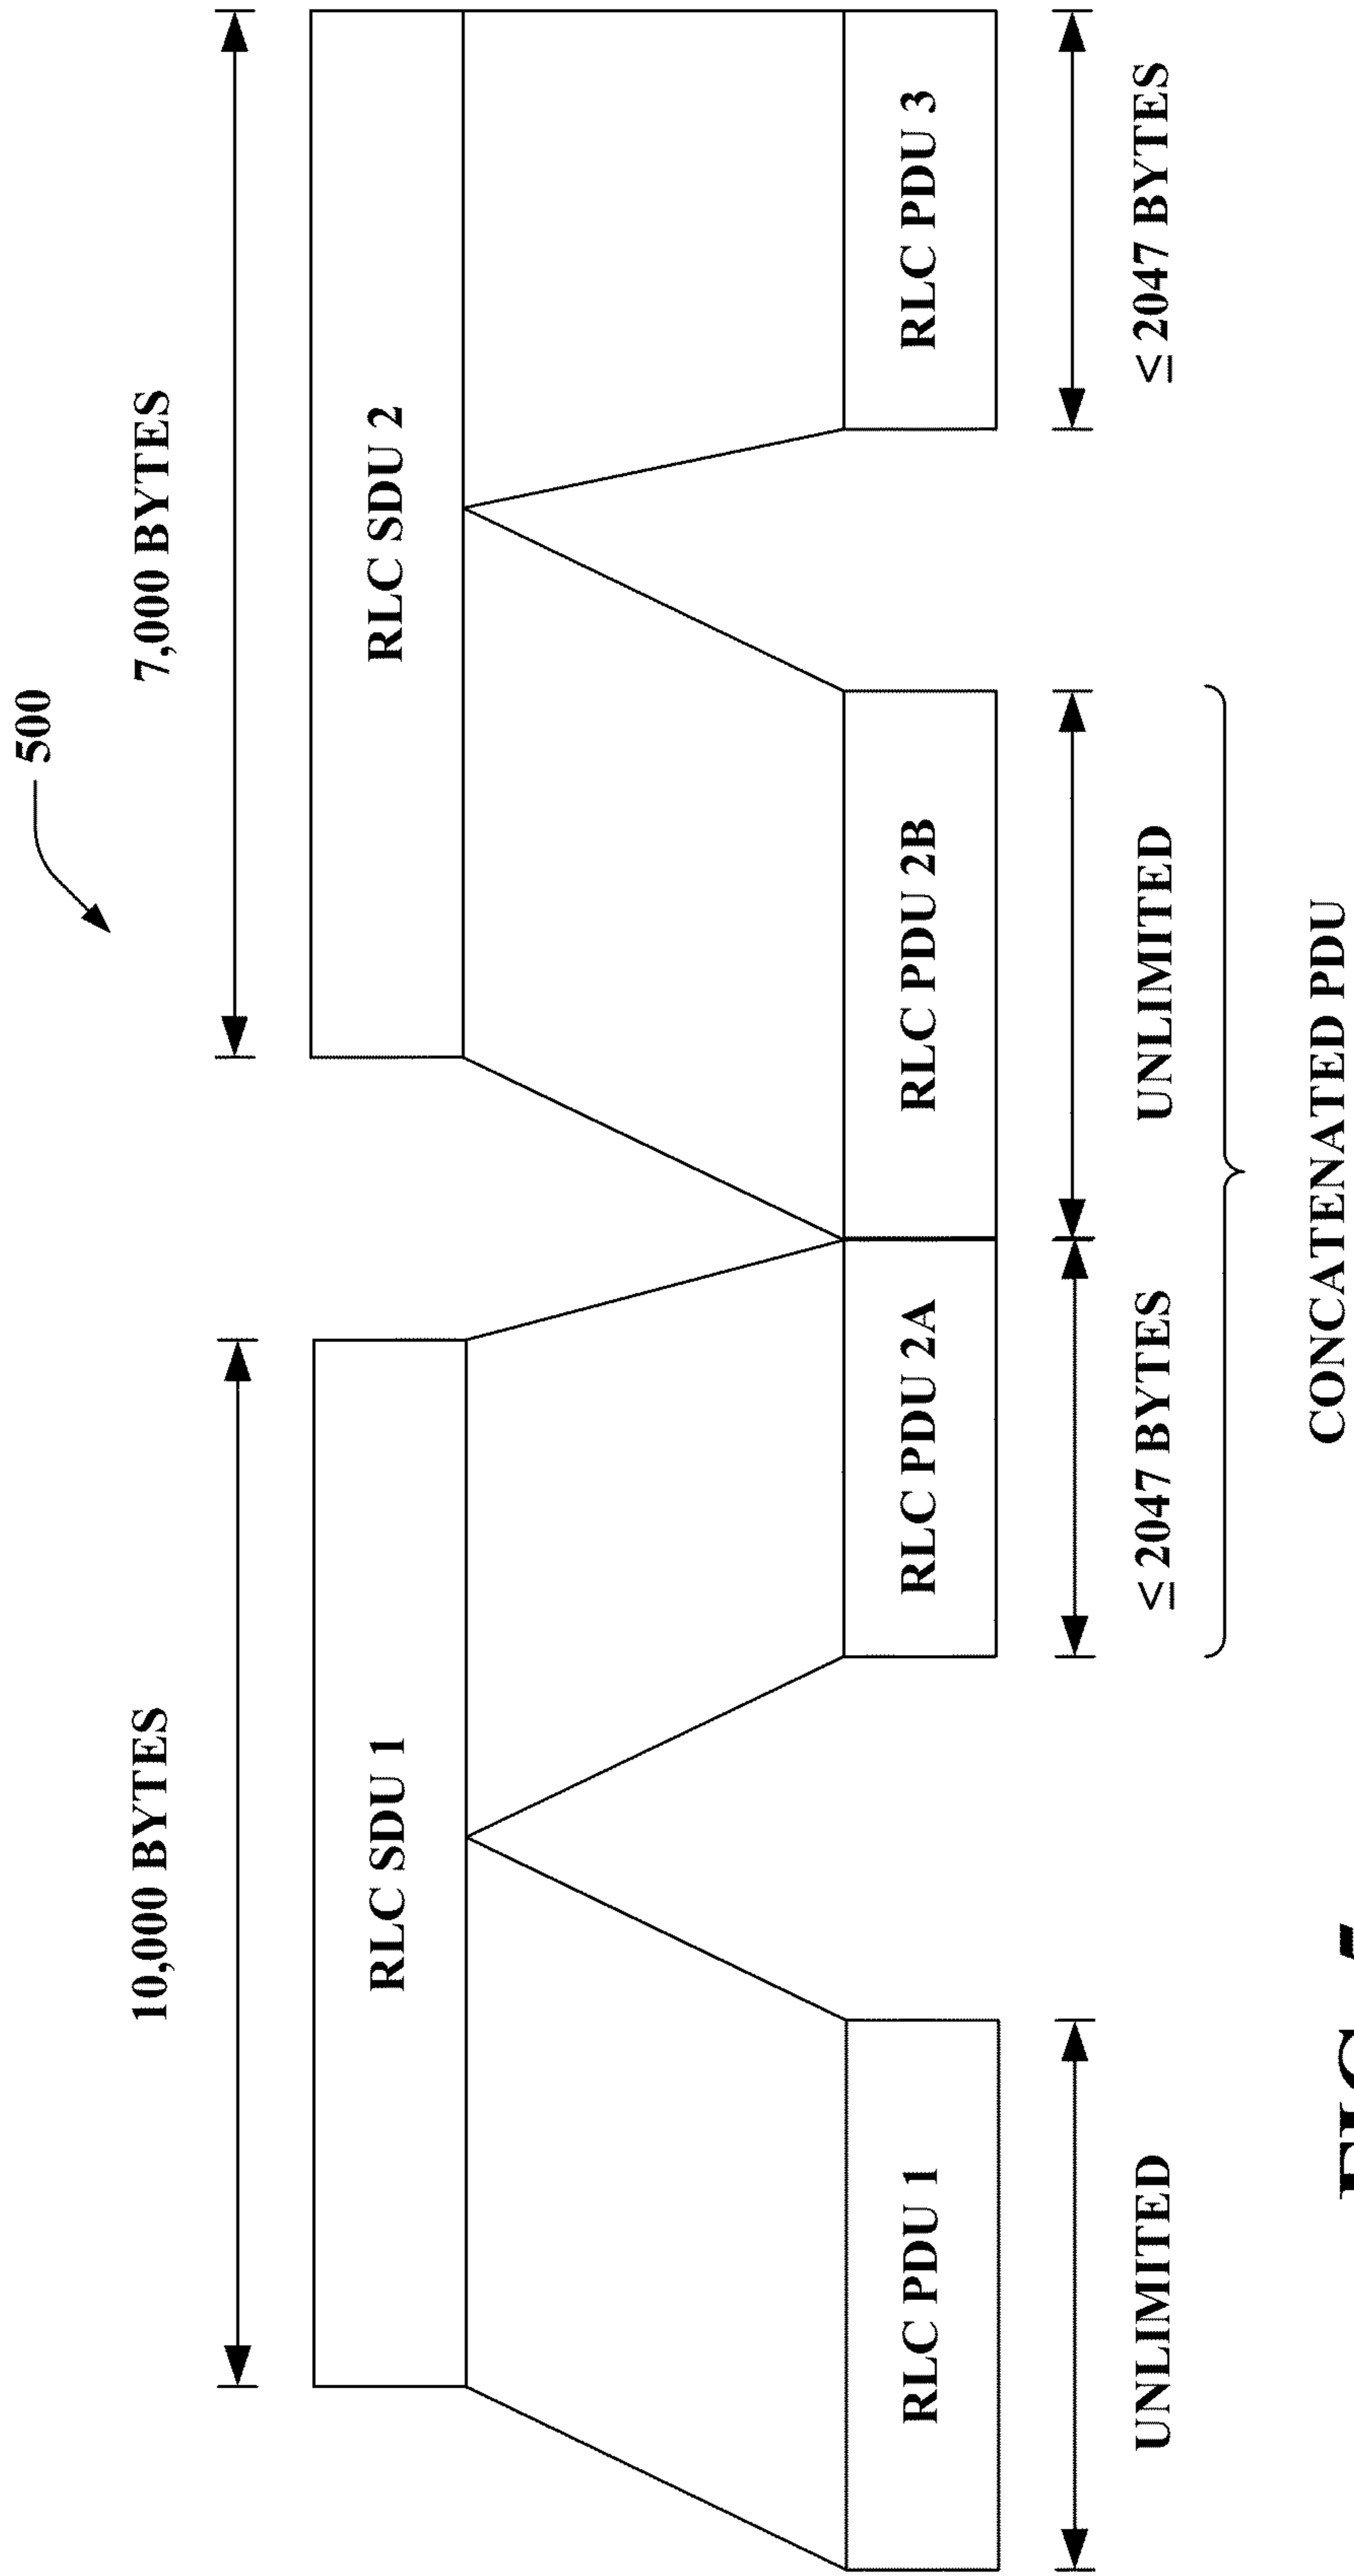 500
10,000 BYTES
7,000 BYTES
RLC SDU 1
RLC SDU 2
RLC PDU 1
RLC PDU 2A
RLC PDU 2B
RLC PDU 3
UNLIMITED
≤ 2047 BYTES
UNLIMITED
≤ 2047 BYTES
CONCATENATED PDU
FIG